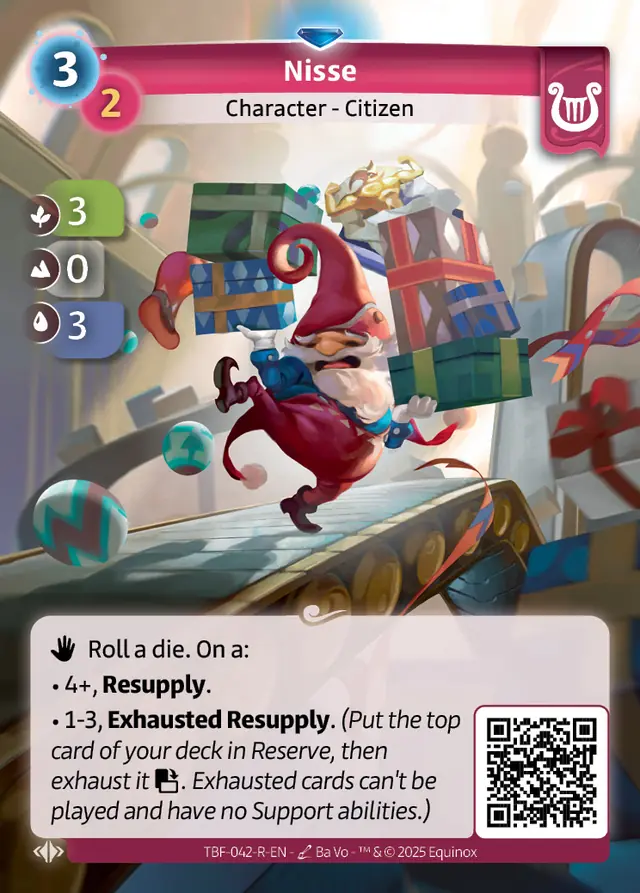 3
Nisse
2
Character - Citizen
3
0
3
Roll a die. On a:
• 4+, Resupply.
• 1-3, Exhausted Resupply. (Put the top
card of your deck in Reserve, then
exhaust it . Exhausted cards can't be
played and have no Support abilities.)
TBF-042-R-EN - Ba Vo - ™ & © 2025 Equinox